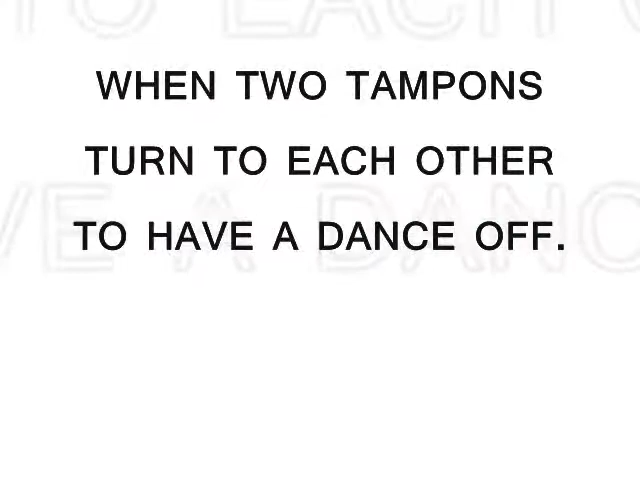 WHEN TWO TAMPONS
TURN TO EACH OTHER
TO HAVE A DANCE OFF.